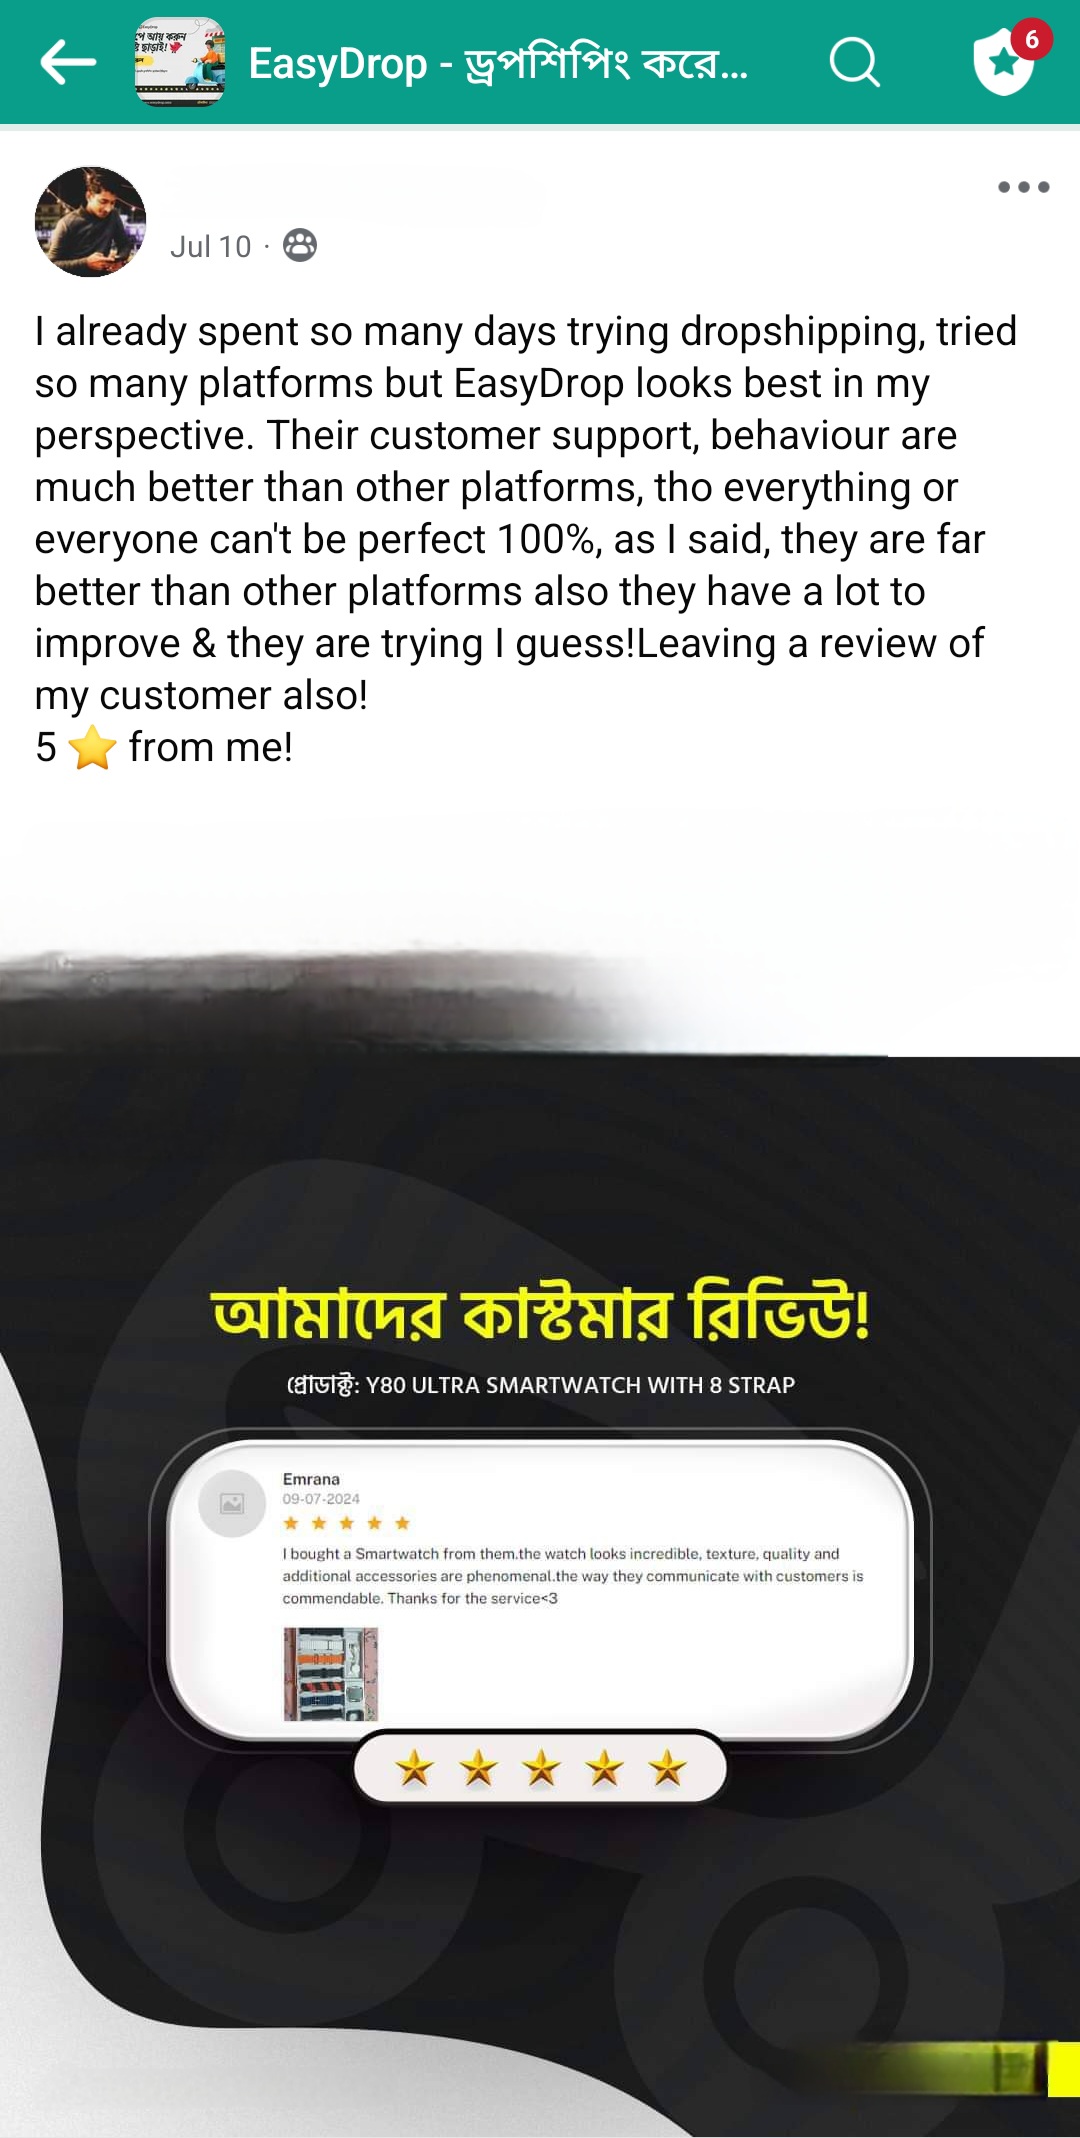 EasyDrop - ড্রপশিপিং করে...
6
Jul 10 ·
I already spent so many days trying dropshipping, tried
so many platforms but EasyDrop looks best in my
perspective. Their customer support, behaviour are
much better than other platforms, tho everything or
everyone can't be perfect 100%, as I said, they are far
better than other platforms also they have a lot to
improve & they are trying I guess!Leaving a review of
my customer also!
5 ⭐ from me!
আমাদের কাস্টমার রিভিউ!
প্রোডাক্ট: Y80 ULTRA SMARTWATCH WITH 8 STRAP
Emrana
09-07-2024
I bought a Smartwatch from them.the watch looks incredible, texture, quality and
additional accessories are phenomenal.the way they communicate with customers is
commendable. Thanks for the service<3